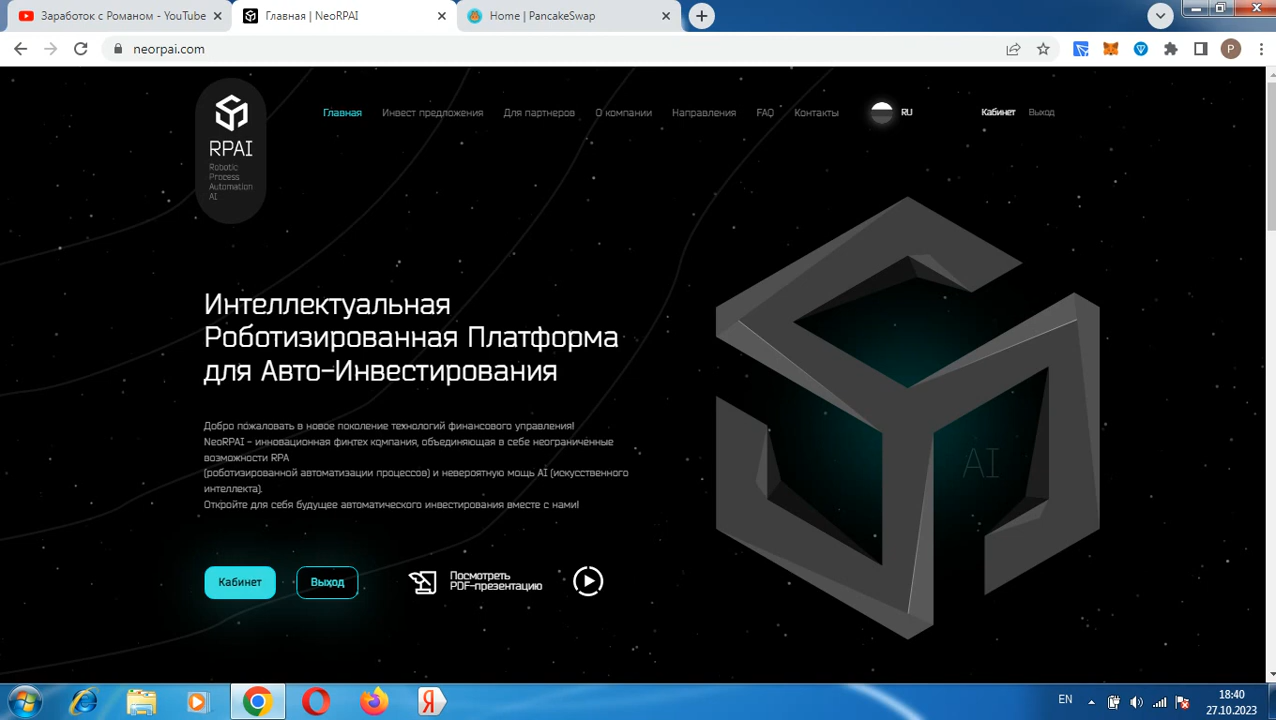 Заработок с Романом - YouTube
Главная | NeoRPAI
Home | PancakeSwap
neorpai.com
P
RPAI
Robotic
Process
Automation
AI
Главная Инвест предложения Для партнеров О компании Направления FAQ Контакты RU Кабинет Выход
Интеллектуальная
Роботизированная Платформа
для Авто-Инвестирования
Добро пожаловать в новое поколение технологий финансового управления!
NeoRPAI - инновационная финтех компания, объединяющая в себе неограниченные
возможности RPA
(роботизированной автоматизации процессов) и невероятную мощь AI (искусственного
интеллекта).
Откройте для себя будущее автоматического инвестирования вместе с нами!
AI
Кабинет Выход
Посмотреть
PDF-презентацию
EN
18:40
27.10.2023